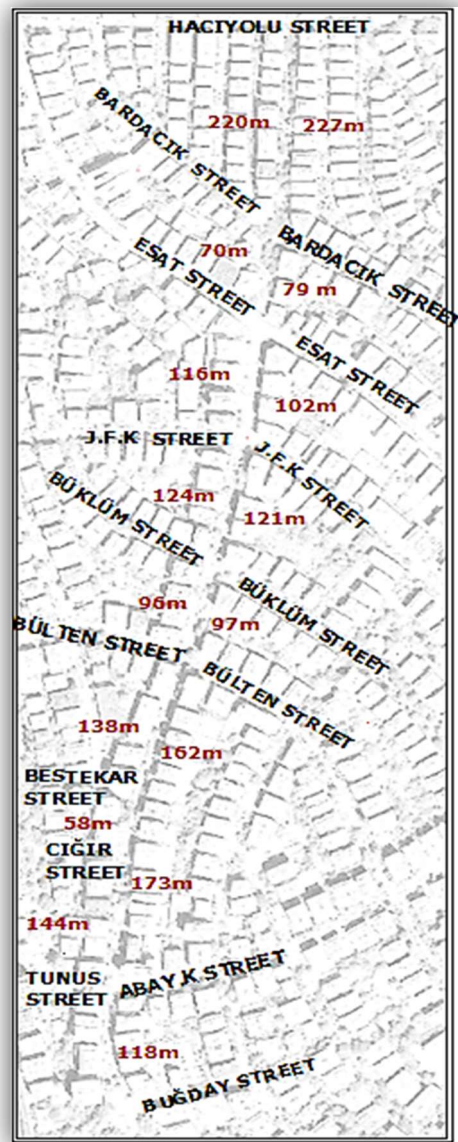 HACIYOLU STREET
220m
227m
BARDACIK STREET
BARDACIK STREET
70m
79 m
ESAT STREET
ESAT STREET
116m
102m
J.F.K STREET
J.F.K STREET
124m
121m
BÜKLÜM STREET
BÜKLÜM STREET
96m
97m
BÜLTEN STREET
BÜLTEN STREET
138m
162m
BESTEKAR
STREET
58m
CIĞIR
STREET
173m
144m
TUNUS
STREET
ABAY.K STREET
118m
BUĞDAY STREET